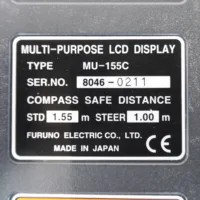 MULTI-PURPOSE LCD DISPLAY
TYPE MU-155C
SER.NO. 8046-0211
COMPASS SAFE DISTANCE
STD 1.55 m STEER 1.00 m
FURUNO ELECTRIC CO., LTD.
MADE IN JAPAN CE